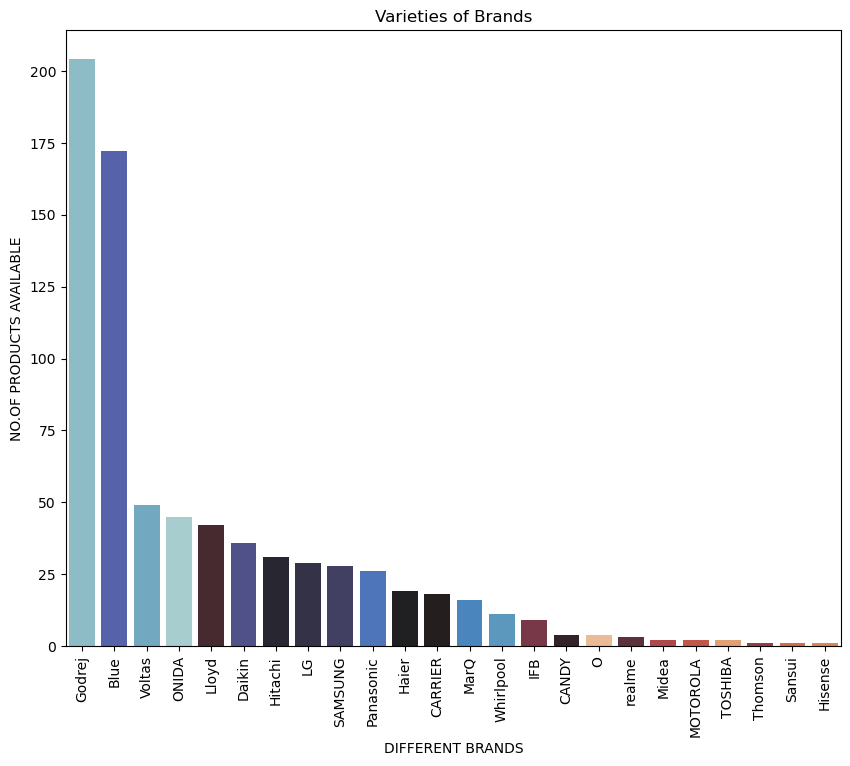 Varieties of Brands
NO.OF PRODUCTS AVAILABLE
200
175
150
125
100
75
50
25
0
Godrej
Blue
Voltas
ONIDA
Lloyd
Daikin
Hitachi
LG
SAMSUNG
Panasonic
Haier
CARRIER
MarQ
Whirlpool
IFB
CANDY
O
realme
Midea
MOTOROLA
TOSHIBA
Thomson
Sansui
Hisense
DIFFERENT BRANDS